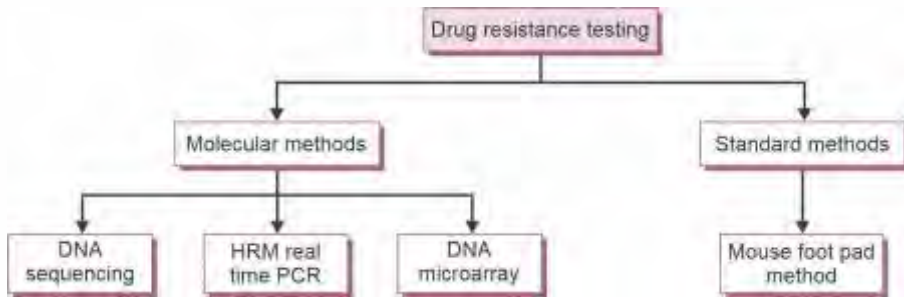 Drug resistance testing
Molecular methods
Standard methods
DNA
sequencing
HRM real
time PCR
DNA
microarray
Mouse foot pad
method